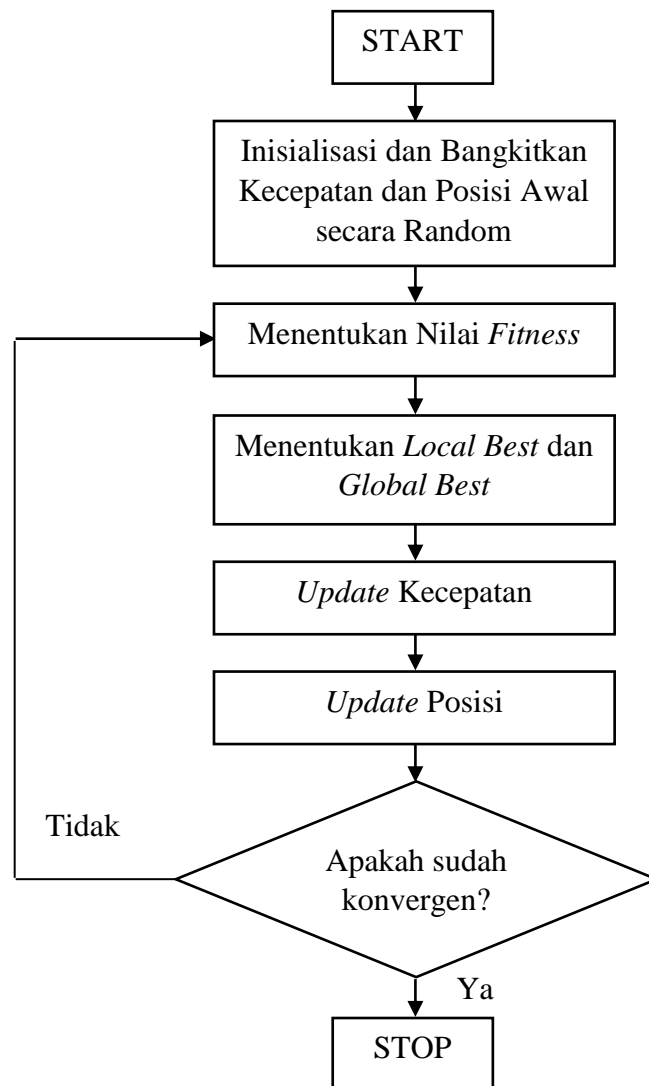 START
Inisialisasi dan Bangkitkan
Kecepatan dan Posisi Awal
secara Random
Menentukan Nilai Fitness
Menentukan Local Best dan
Global Best
Update Kecepatan
Update Posisi
Tidak
Apakah sudah
konvergen?
Ya
STOP